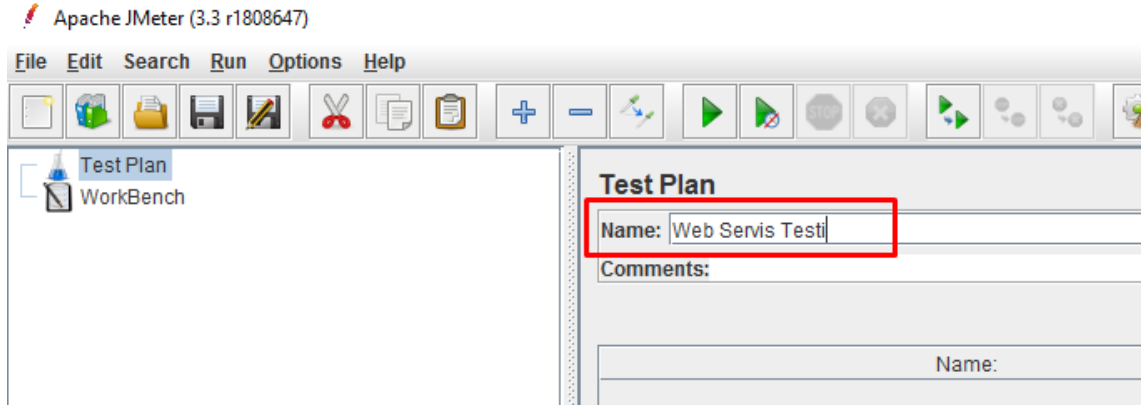 Apache JMeter (3.3 r1808647)
File Edit Search Run Options Help
STOP
Test Plan
WorkBench
Test Plan
Name: Web Servis Testi
Comments:
Name: